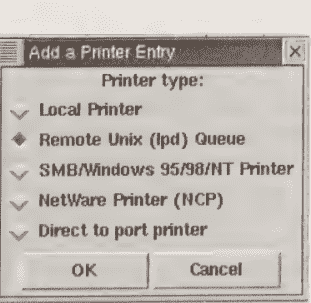 Add a Printer Entry
Printer type:
Local Printer
Remote Unix (lpd) Queue
SMB/Windows 95/98/NT Printer
NetWare Printer (NCP)
Direct to port printer
OK Cancel